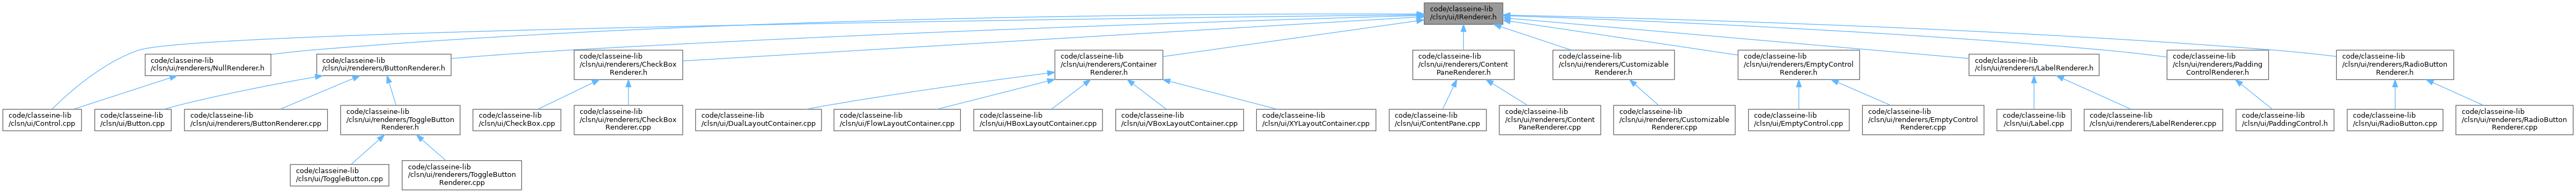 code/classeine-lib
/clsn/ui/IRenderer.h
code/classeine-lib
/clsn/ui/renderers/NullRenderer.h
code/classeine-lib
/clsn/ui/renderers/ButtonRenderer.h
code/classeine-lib
/clsn/ui/renderers/CheckBox
Renderer.h
code/classeine-lib
/clsn/ui/renderers/Container
Renderer.h
code/classeine-lib
/clsn/ui/renderers/Content
PaneRenderer.h
code/classeine-lib
/clsn/ui/renderers/Customizable
Renderer.h
code/classeine-lib
/clsn/ui/renderers/EmptyControl
Renderer.h
code/classeine-lib
/clsn/ui/renderers/LabelRenderer.h
code/classeine-lib
/clsn/ui/renderers/Padding
ControlRenderer.h
code/classeine-lib
/clsn/ui/renderers/RadioButton
Renderer.h
code/classeine-lib
/clsn/ui/Control.cpp
code/classeine-lib
/clsn/ui/Button.cpp
code/classeine-lib
/clsn/ui/renderers/ButtonRenderer.cpp
code/classeine-lib
/clsn/ui/renderers/ToggleButton
Renderer.h
code/classeine-lib
/clsn/ui/CheckBox.cpp
code/classeine-lib
/clsn/ui/renderers/CheckBox
Renderer.cpp
code/classeine-lib
/clsn/ui/DualLayoutContainer.cpp
code/classeine-lib
/clsn/ui/FlowLayoutContainer.cpp
code/classeine-lib
/clsn/ui/HBoxLayoutContainer.cpp
code/classeine-lib
/clsn/ui/VBoxLayoutContainer.cpp
code/classeine-lib
/clsn/ui/XYLayoutContainer.cpp
code/classeine-lib
/clsn/ui/ContentPane.cpp
code/classeine-lib
/clsn/ui/renderers/Content
PaneRenderer.cpp
code/classeine-lib
/clsn/ui/renderers/Customizable
Renderer.cpp
code/classeine-lib
/clsn/ui/EmptyControl.cpp
code/classeine-lib
/clsn/ui/renderers/EmptyControl
Renderer.cpp
code/classeine-lib
/clsn/ui/Label.cpp
code/classeine-lib
/clsn/ui/renderers/LabelRenderer.cpp
code/classeine-lib
/clsn/ui/PaddingControl.h
code/classeine-lib
/clsn/ui/RadioButton.cpp
code/classeine-lib
/clsn/ui/renderers/RadioButton
Renderer.cpp
code/classeine-lib
/clsn/ui/ToggleButton.cpp
code/classeine-lib
/clsn/ui/renderers/ToggleButton
Renderer.cpp